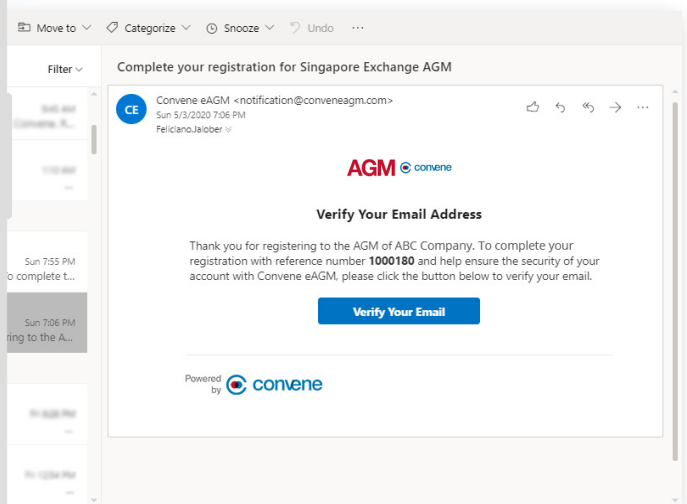 Move to
Categorize
Snooze
Undo
Filter
Complete your registration for Singapore Exchange AGM
CE
Convene eAGM <notification@conveneagm.com>
Sun 5/3/2020 7:06 PM
Feliciano.Jalober
AGM convene
Verify Your Email Address
Thank you for registering to the AGM of ABC Company. To complete your
registration with reference number 1000180 and help ensure the security of your
account with Convene eAGM, please click the button below to verify your email.
Verify Your Email
Powered
by convene
Sun 7:55 PM
o complete t...
Sun 7:06 PM
ring to the A...